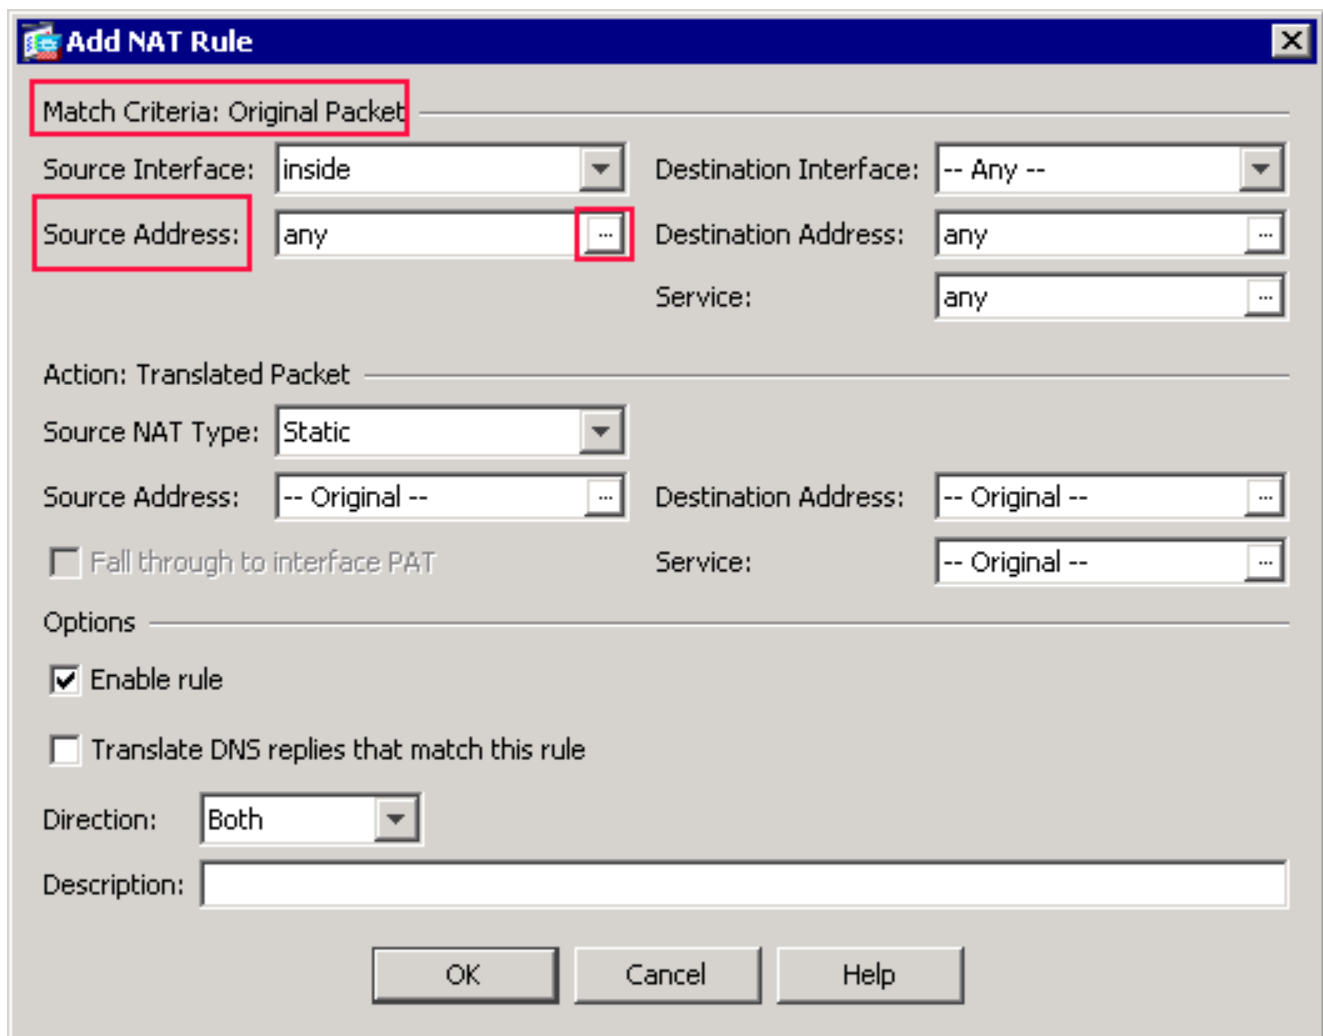 Add NAT Rule
Match Criteria: Original Packet
Source Interface: inside Destination Interface: -- Any --
Source Address: any ... Destination Address: any ...
Service: any ...
Action: Translated Packet
Source NAT Type: Static
Source Address: -- Original -- ... Destination Address: -- Original -- ...
Fall through to interface PAT Service: -- Original -- ...
Options
Enable rule
Translate DNS replies that match this rule
Direction: Both
Description:
OK Cancel Help